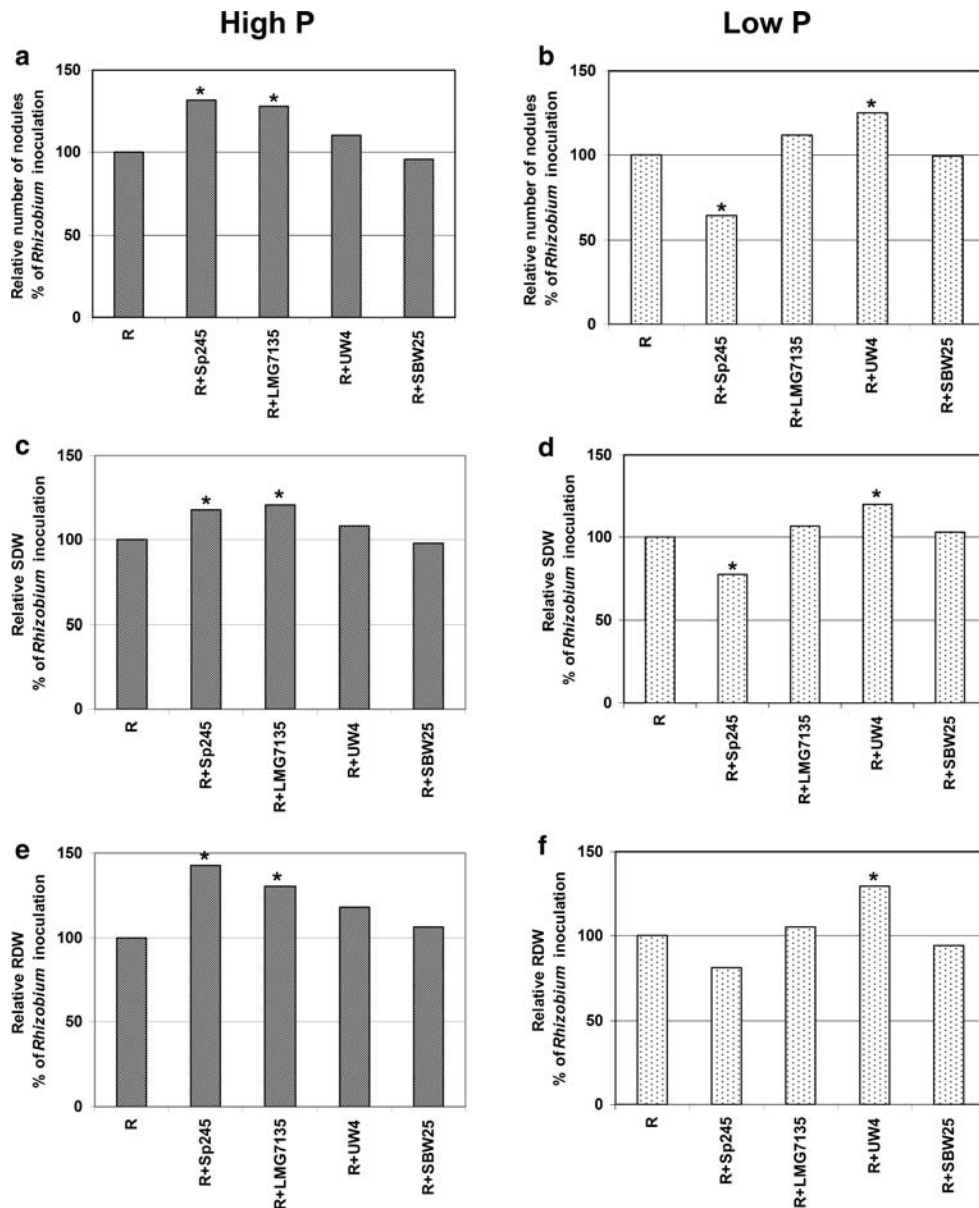 High P
Low P
a
150
100
50
0
Relative number of nodules
% of Rhizobium inoculation
*
*
R
R+Sp245
R+LMG7135
R+UW4
R+SBW25
b
150
100
50
0
Relative number of nodules
% of Rhizobium inoculation
*
*
R
R+Sp245
R+LMG7135
R+UW4
R+SBW25
c
150
100
50
0
Relative SDW
% of Rhizobium inoculation
*
*
R
R+Sp245
R+LMG7135
R+UW4
R+SBW25
d
150
100
50
0
Relative SDW
% of Rhizobium inoculation
*
*
R
R+Sp245
R+LMG7135
R+UW4
R+SBW25
e
150
100
50
0
Relative RDW
% of Rhizobium inoculation
*
*
R
R+Sp245
R+LMG7135
R+UW4
R+SBW25
f
150
100
50
0
Relative RDW
% of Rhizobium inoculation
*
R
R+Sp245
R+LMG7135
R+UW4
R+SBW25